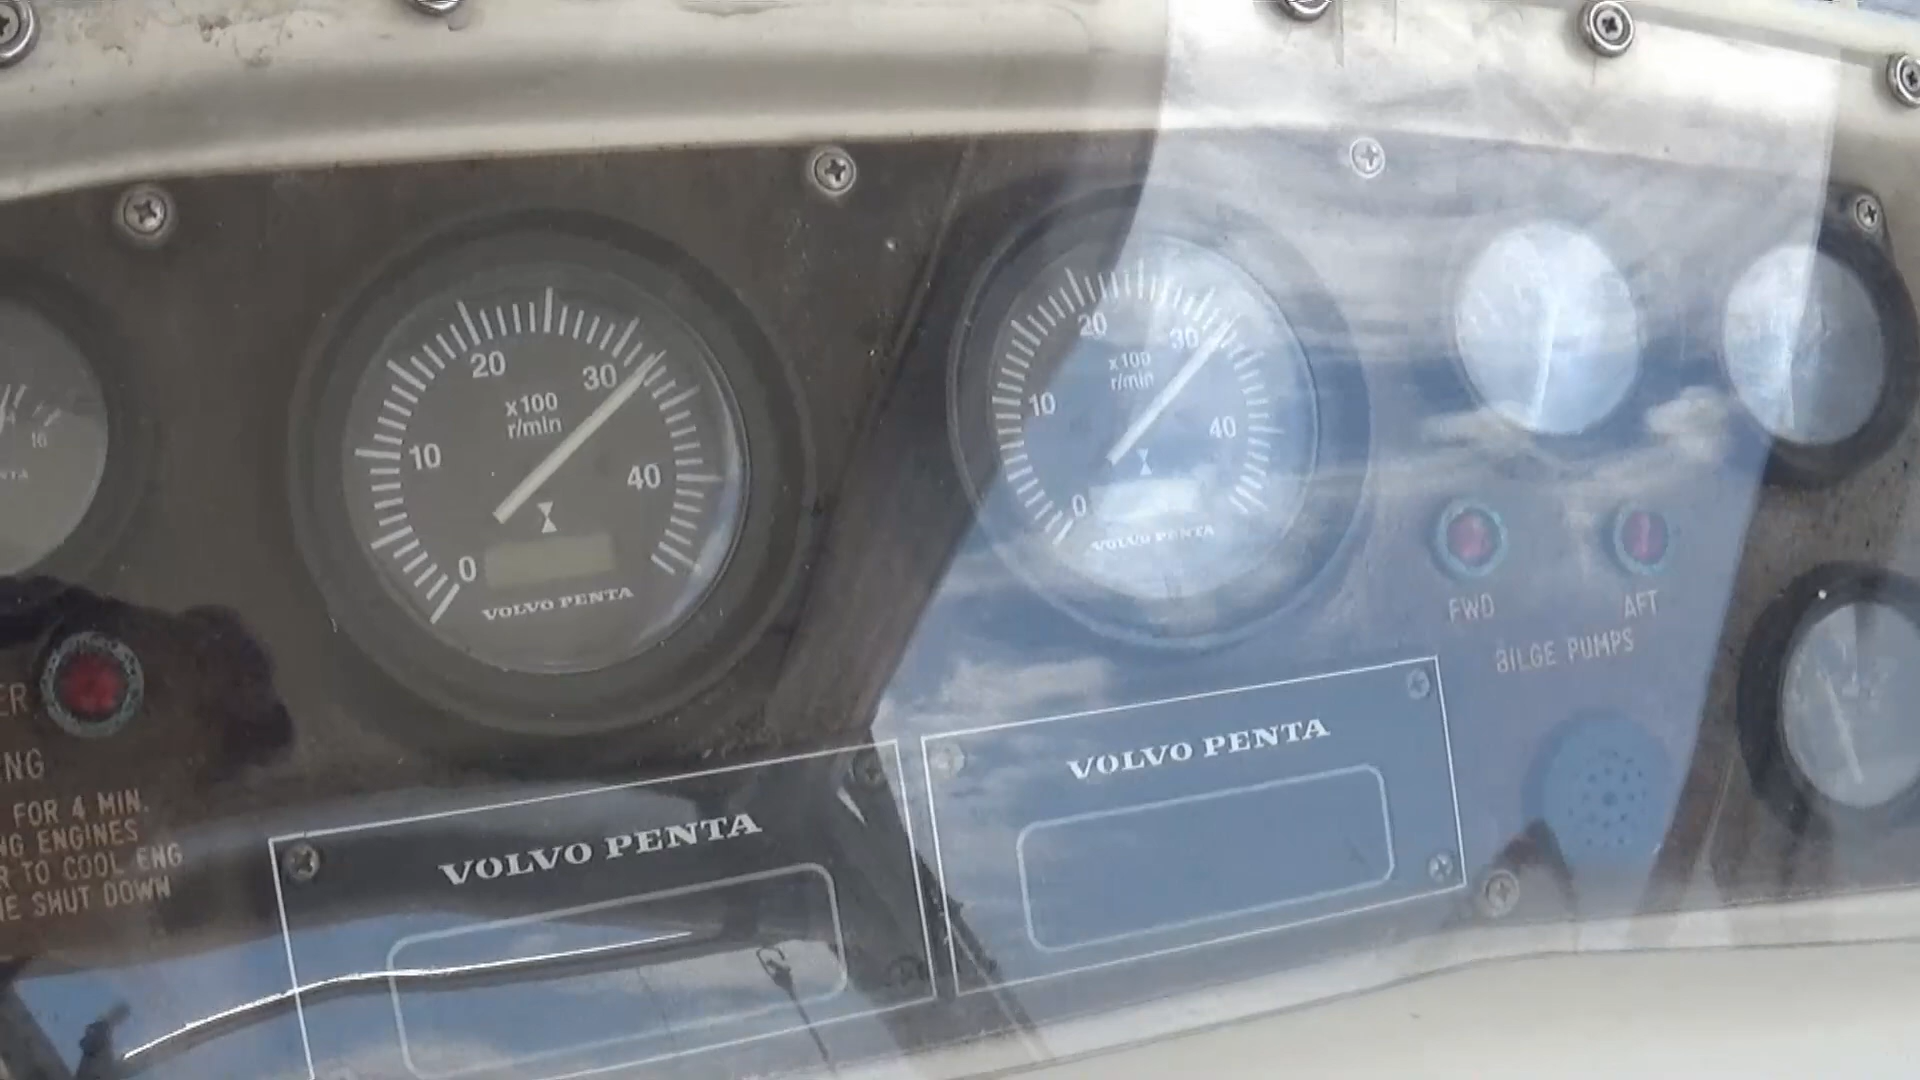 16
20
30
x100
r/min
10
40
0
VOLVO PENTA
20
30
x100
r/min
10
40
0
VOLVO PENTA
FWD
AFT
BILGE PUMPS
FOR 4 MIN.
ENGINES
TO COOL ENG
SHUT DOWN
VOLVO PENTA
VOLVO PENTA